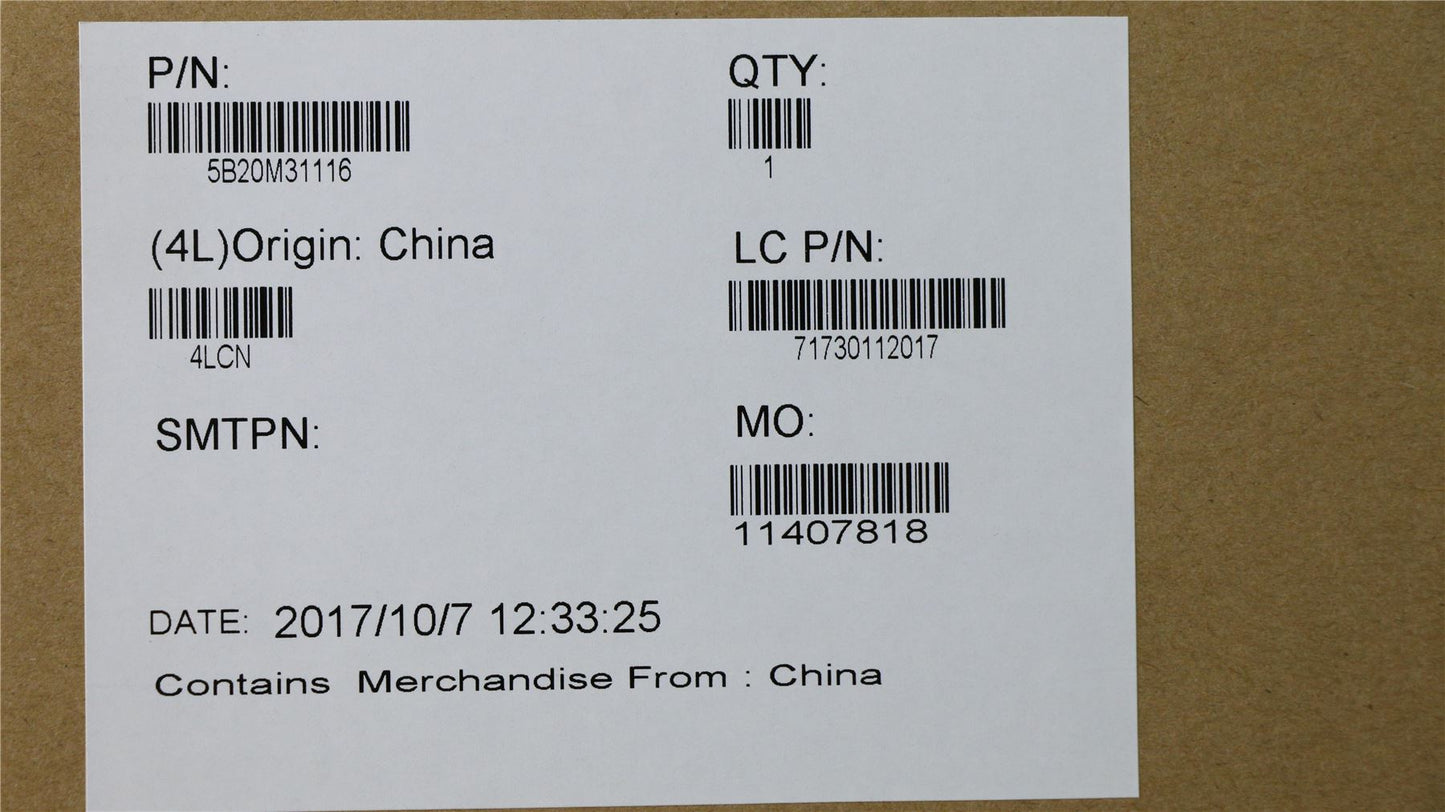 P/N:
5B20M31116
QTY:
1
(4L)Origin: China
4LCN
LC P/N:
71730112017
SMTPN:
MO:
11407818
DATE: 2017/10/7 12:33:25
Contains Merchandise From : China